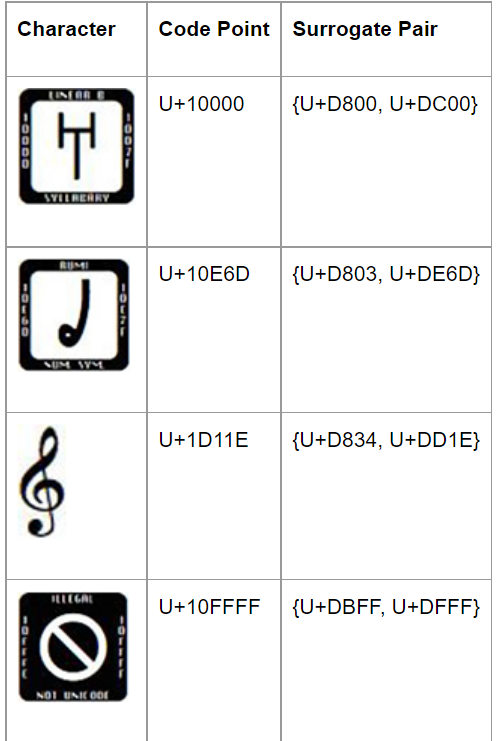 Character Code Point Surrogate Pair
LINEAR B
10000
1007F
SYLLABARY
U+10000 {U+D800, U+DC00}
RUMI
10E60
10E7F
NUM SYM
U+10E6D {U+D803, U+DE6D}
U+1D11E {U+D834, U+DD1E}
ILLEGAL
10FFFF
NOT UNICODE
U+10FFFF {U+DBFF, U+DFFF}